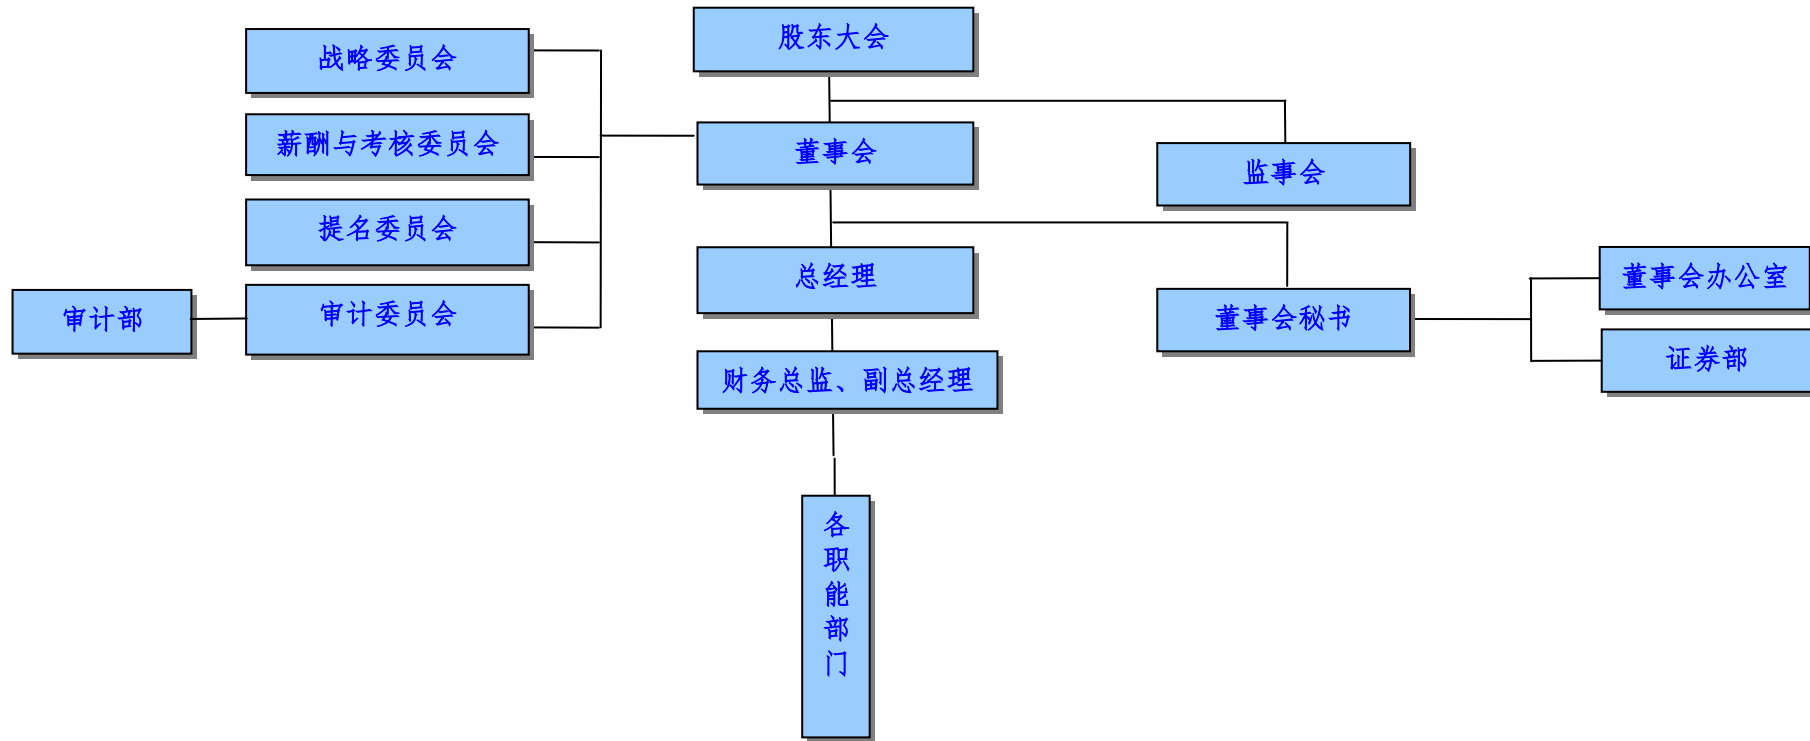 股东大会
战略委员会
薪酬与考核委员会
董事会
监事会
提名委员会
总经理
董事会办公室
审计部
审计委员会
董事会秘书
证券部
财务总监、副总经理
各
职
能
部
门